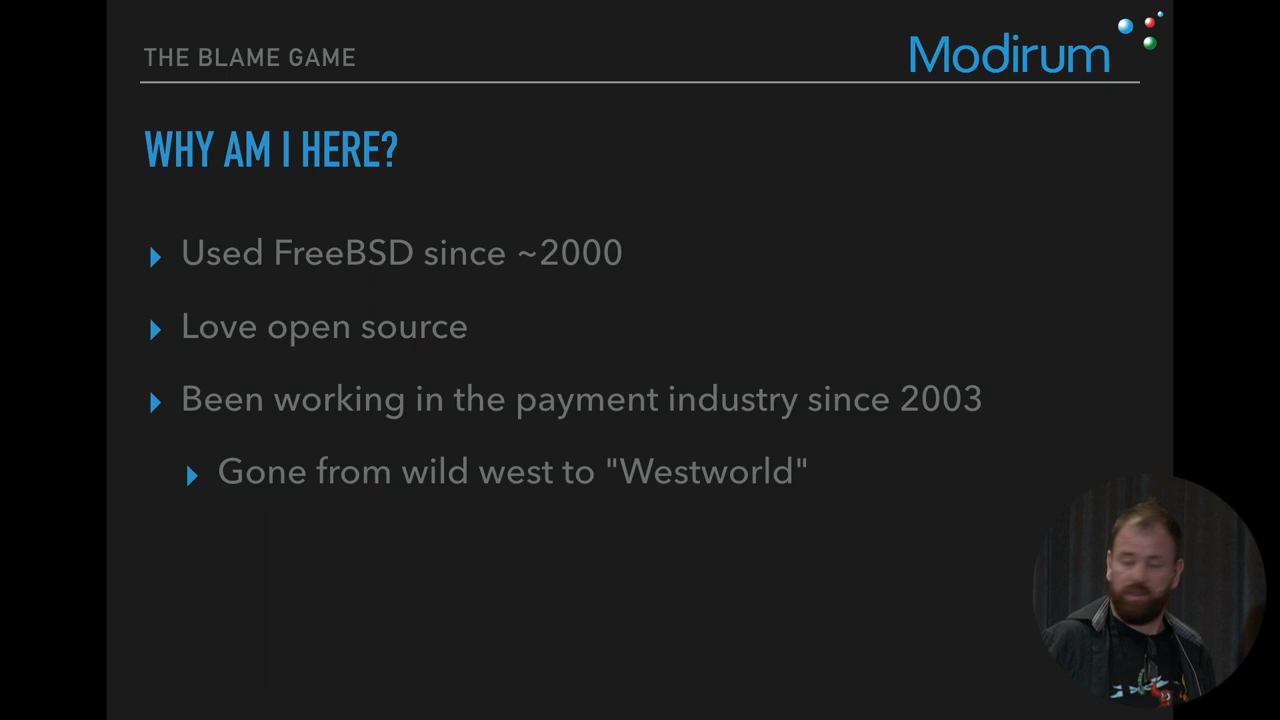 THE BLAME GAME
Modirum
WHY AM I HERE?
Used FreeBSD since ~2000
Love open source
Been working in the payment industry since 2003
Gone from wild west to "Westworld"